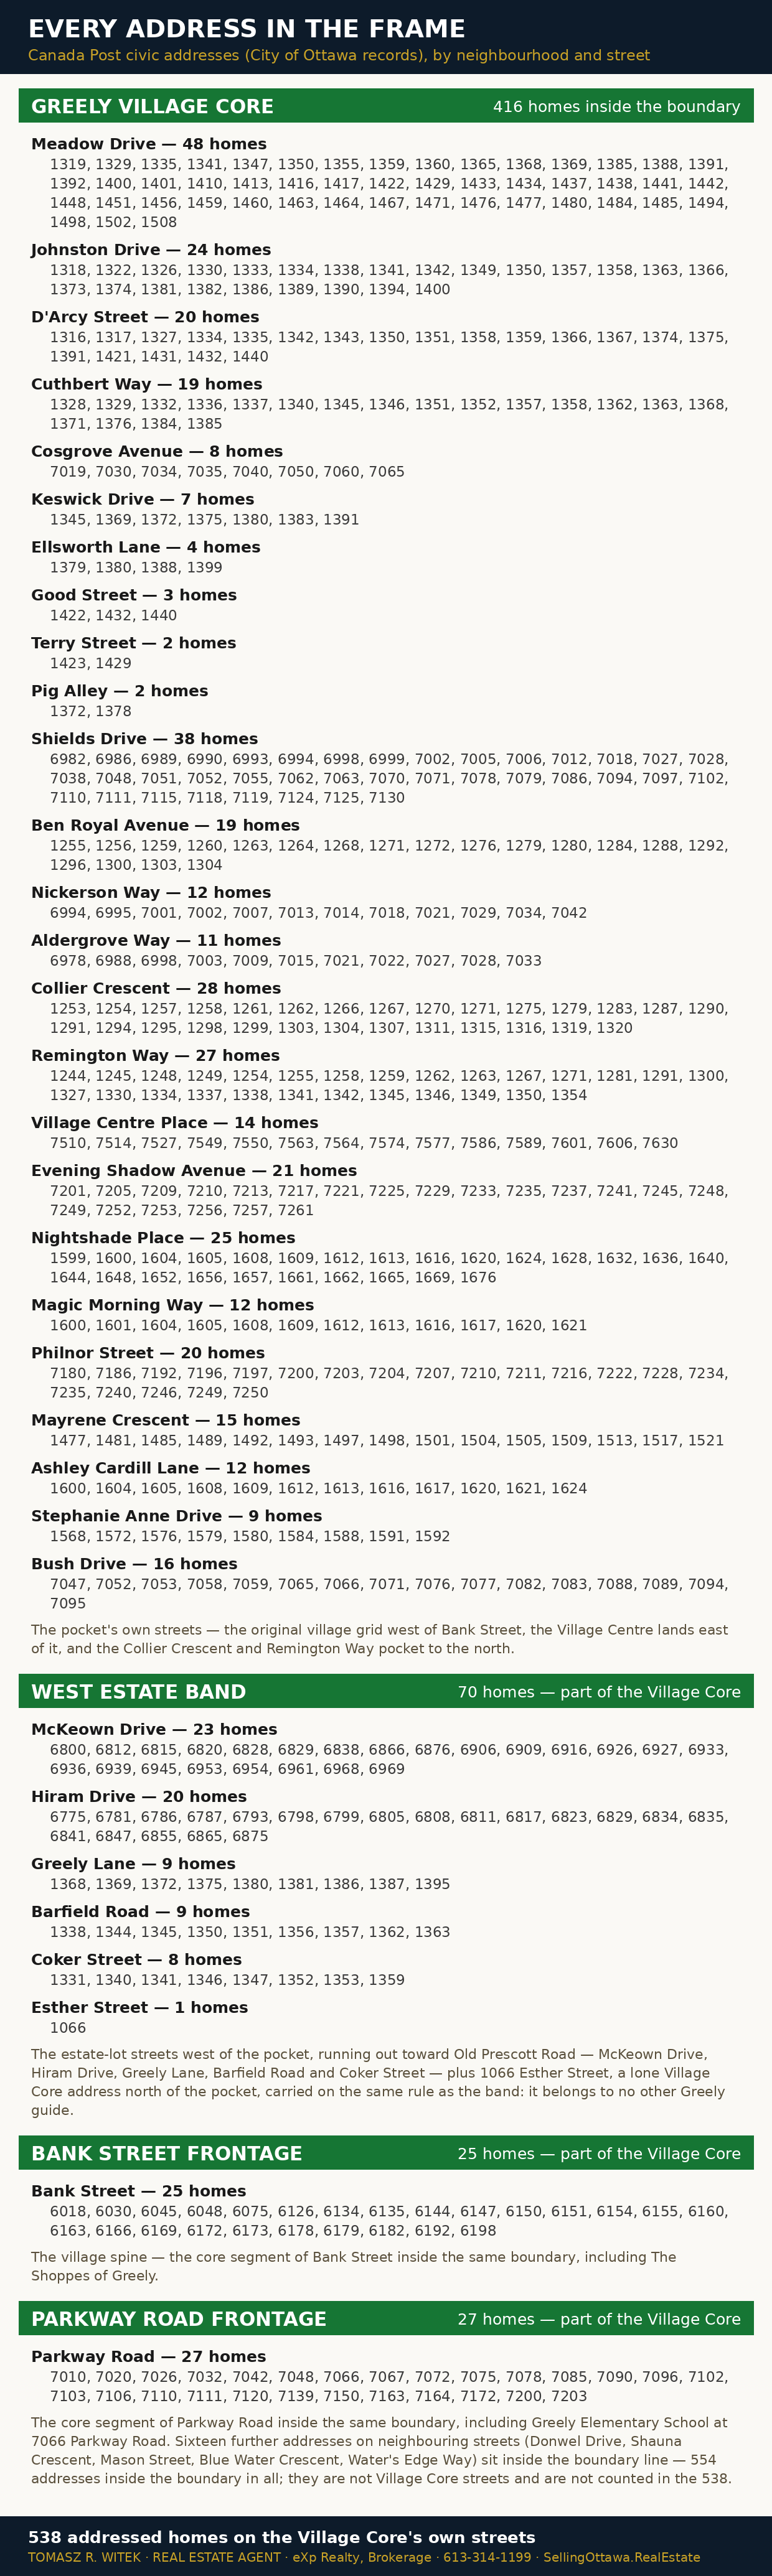 EVERY ADDRESS IN THE FRAME
Canada Post civic addresses (City of Ottawa records), by neighbourhood and street
GREELY VILLAGE CORE 416 homes inside the boundary
Meadow Drive — 48 homes
1319, 1329, 1335, 1341, 1347, 1350, 1355, 1359, 1360, 1365, 1368, 1369, 1385, 1388, 1391,
1392, 1400, 1401, 1410, 1413, 1416, 1417, 1422, 1429, 1433, 1434, 1437, 1438, 1441, 1442,
1448, 1451, 1456, 1459, 1460, 1463, 1464, 1467, 1471, 1476, 1477, 1480, 1484, 1485, 1494,
1498, 1502, 1508
Johnston Drive — 24 homes
1318, 1322, 1326, 1330, 1333, 1334, 1338, 1341, 1342, 1349, 1350, 1357, 1358, 1363, 1366,
1373, 1374, 1381, 1382, 1386, 1389, 1390, 1394, 1400
D'Arcy Street — 20 homes
1316, 1317, 1327, 1334, 1335, 1342, 1343, 1350, 1351, 1358, 1359, 1366, 1367, 1374, 1375,
1391, 1421, 1431, 1432, 1440
Cuthbert Way — 19 homes
1328, 1329, 1332, 1336, 1337, 1340, 1345, 1346, 1351, 1352, 1357, 1358, 1362, 1363, 1368,
1371, 1376, 1384, 1385
Cosgrove Avenue — 8 homes
7019, 7030, 7034, 7035, 7040, 7050, 7060, 7065
Keswick Drive — 7 homes
1345, 1369, 1372, 1375, 1380, 1383, 1391
Ellsworth Lane — 4 homes
1379, 1380, 1388, 1399
Good Street — 3 homes
1422, 1432, 1440
Terry Street — 2 homes
1423, 1429
Pig Alley — 2 homes
1372, 1378
Shields Drive — 38 homes
6982, 6986, 6989, 6990, 6993, 6994, 6998, 6999, 7002, 7005, 7006, 7012, 7018, 7027, 7028,
7038, 7048, 7051, 7052, 7055, 7062, 7063, 7070, 7071, 7078, 7079, 7086, 7094, 7097, 7102,
7110, 7111, 7115, 7118, 7119, 7124, 7125, 7130
Ben Royal Avenue — 19 homes
1255, 1256, 1259, 1260, 1263, 1264, 1268, 1271, 1272, 1276, 1279, 1280, 1284, 1288, 1292,
1296, 1300, 1303, 1304
Nickerson Way — 12 homes
6994, 6995, 7001, 7002, 7007, 7013, 7014, 7018, 7021, 7029, 7034, 7042
Aldergrove Way — 11 homes
6978, 6988, 6998, 7003, 7009, 7015, 7021, 7022, 7027, 7028, 7033
Collier Crescent — 28 homes
1253, 1254, 1257, 1258, 1261, 1262, 1266, 1267, 1270, 1271, 1275, 1279, 1283, 1287, 1290,
1291, 1294, 1295, 1298, 1299, 1303, 1304, 1307, 1311, 1315, 1316, 1319, 1320
Remington Way — 27 homes
1244, 1245, 1248, 1249, 1254, 1255, 1258, 1259, 1262, 1263, 1267, 1271, 1281, 1291, 1300,
1327, 1330, 1334, 1337, 1338, 1341, 1342, 1345, 1346, 1349, 1350, 1354
Village Centre Place — 14 homes
7510, 7514, 7527, 7549, 7550, 7563, 7564, 7574, 7577, 7586, 7589, 7601, 7606, 7630
Evening Shadow Avenue — 21 homes
7201, 7205, 7209, 7210, 7213, 7217, 7221, 7225, 7229, 7233, 7235, 7237, 7241, 7245, 7248,
7249, 7252, 7253, 7256, 7257, 7261
Nightshade Place — 25 homes
1599, 1600, 1604, 1605, 1608, 1609, 1612, 1613, 1616, 1620, 1624, 1628, 1632, 1636, 1640,
1644, 1648, 1652, 1656, 1657, 1661, 1662, 1665, 1669, 1676
Magic Morning Way — 12 homes
1600, 1601, 1604, 1605, 1608, 1609, 1612, 1613, 1616, 1617, 1620, 1621
Philnor Street — 20 homes
7180, 7186, 7192, 7196, 7197, 7200, 7203, 7204, 7207, 7210, 7211, 7216, 7222, 7228, 7234,
7235, 7240, 7246, 7249, 7250
Mayrene Crescent — 15 homes
1477, 1481, 1485, 1489, 1492, 1493, 1497, 1498, 1501, 1504, 1505, 1509, 1513, 1517, 1521
Ashley Cardill Lane — 12 homes
1600, 1604, 1605, 1608, 1609, 1612, 1613, 1616, 1617, 1620, 1621, 1624
Stephanie Anne Drive — 9 homes
1568, 1572, 1576, 1579, 1580, 1584, 1588, 1591, 1592
Bush Drive — 16 homes
7047, 7052, 7053, 7058, 7059, 7065, 7066, 7071, 7076, 7077, 7082, 7083, 7088, 7089, 7094,
7095
The pocket's own streets — the original village grid west of Bank Street, the Village Centre lands east
of it, and the Collier Crescent and Remington Way pocket to the north.
WEST ESTATE BAND 70 homes — part of the Village Core
McKeown Drive — 23 homes
6800, 6812, 6815, 6820, 6828, 6829, 6838, 6866, 6876, 6906, 6909, 6916, 6926, 6927, 6933,
6936, 6939, 6945, 6953, 6954, 6961, 6968, 6969
Hiram Drive — 20 homes
6775, 6781, 6786, 6787, 6793, 6798, 6799, 6805, 6808, 6811, 6817, 6823, 6829, 6834, 6835,
6841, 6847, 6855, 6865, 6875
Greely Lane — 9 homes
1368, 1369, 1372, 1375, 1380, 1381, 1386, 1387, 1395
Barfield Road — 9 homes
1338, 1344, 1345, 1350, 1351, 1356, 1357, 1362, 1363
Coker Street — 8 homes
1331, 1340, 1341, 1346, 1347, 1352, 1353, 1359
Esther Street — 1 homes
1066
The estate-lot streets west of the pocket, running out toward Old Prescott Road — McKeown Drive,
Hiram Drive, Greely Lane, Barfield Road and Coker Street — plus 1066 Esther Street, a lone Village
Core address north of the pocket, carried on the same rule as the band: it belongs to no other Greely
guide.
BANK STREET FRONTAGE 25 homes — part of the Village Core
Bank Street — 25 homes
6018, 6030, 6045, 6048, 6075, 6126, 6134, 6135, 6144, 6147, 6150, 6151, 6154, 6155, 6160,
6163, 6166, 6169, 6172, 6173, 6178, 6179, 6182, 6192, 6198
The village spine — the core segment of Bank Street inside the same boundary, including The
Shoppes of Greely.
PARKWAY ROAD FRONTAGE 27 homes — part of the Village Core
Parkway Road — 27 homes
7010, 7020, 7026, 7032, 7042, 7048, 7066, 7067, 7072, 7075, 7078, 7085, 7090, 7096, 7102,
7103, 7106, 7110, 7111, 7120, 7139, 7150, 7163, 7164, 7172, 7200, 7203
The core segment of Parkway Road inside the same boundary, including Greely Elementary School at
7066 Parkway Road. Sixteen further addresses on neighbouring streets (Donwel Drive, Shauna
Crescent, Mason Street, Blue Water Crescent, Water's Edge Way) sit inside the boundary line — 554
addresses inside the boundary in all; they are not Village Core streets and are not counted in the 538.
538 addressed homes on the Village Core's own streets
TOMASZ R. WITEK · REAL ESTATE AGENT · eXp Realty, Brokerage · 613-314-1199 · SellingOttawa.RealEstate